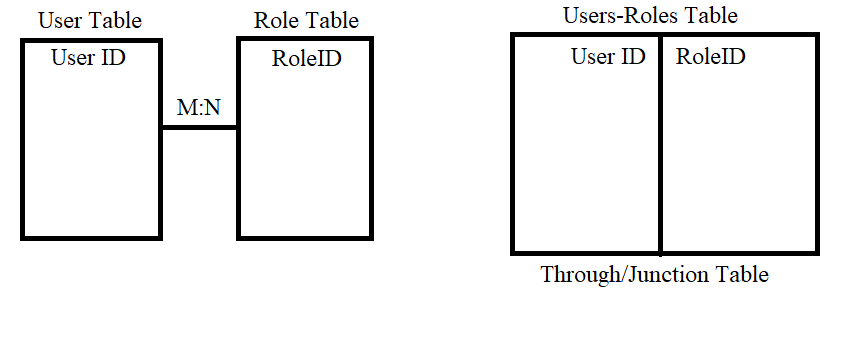 User Table
User ID
M:N
Role Table
RoleID
Users-Roles Table
User ID
RoleID
Through/Junction Table